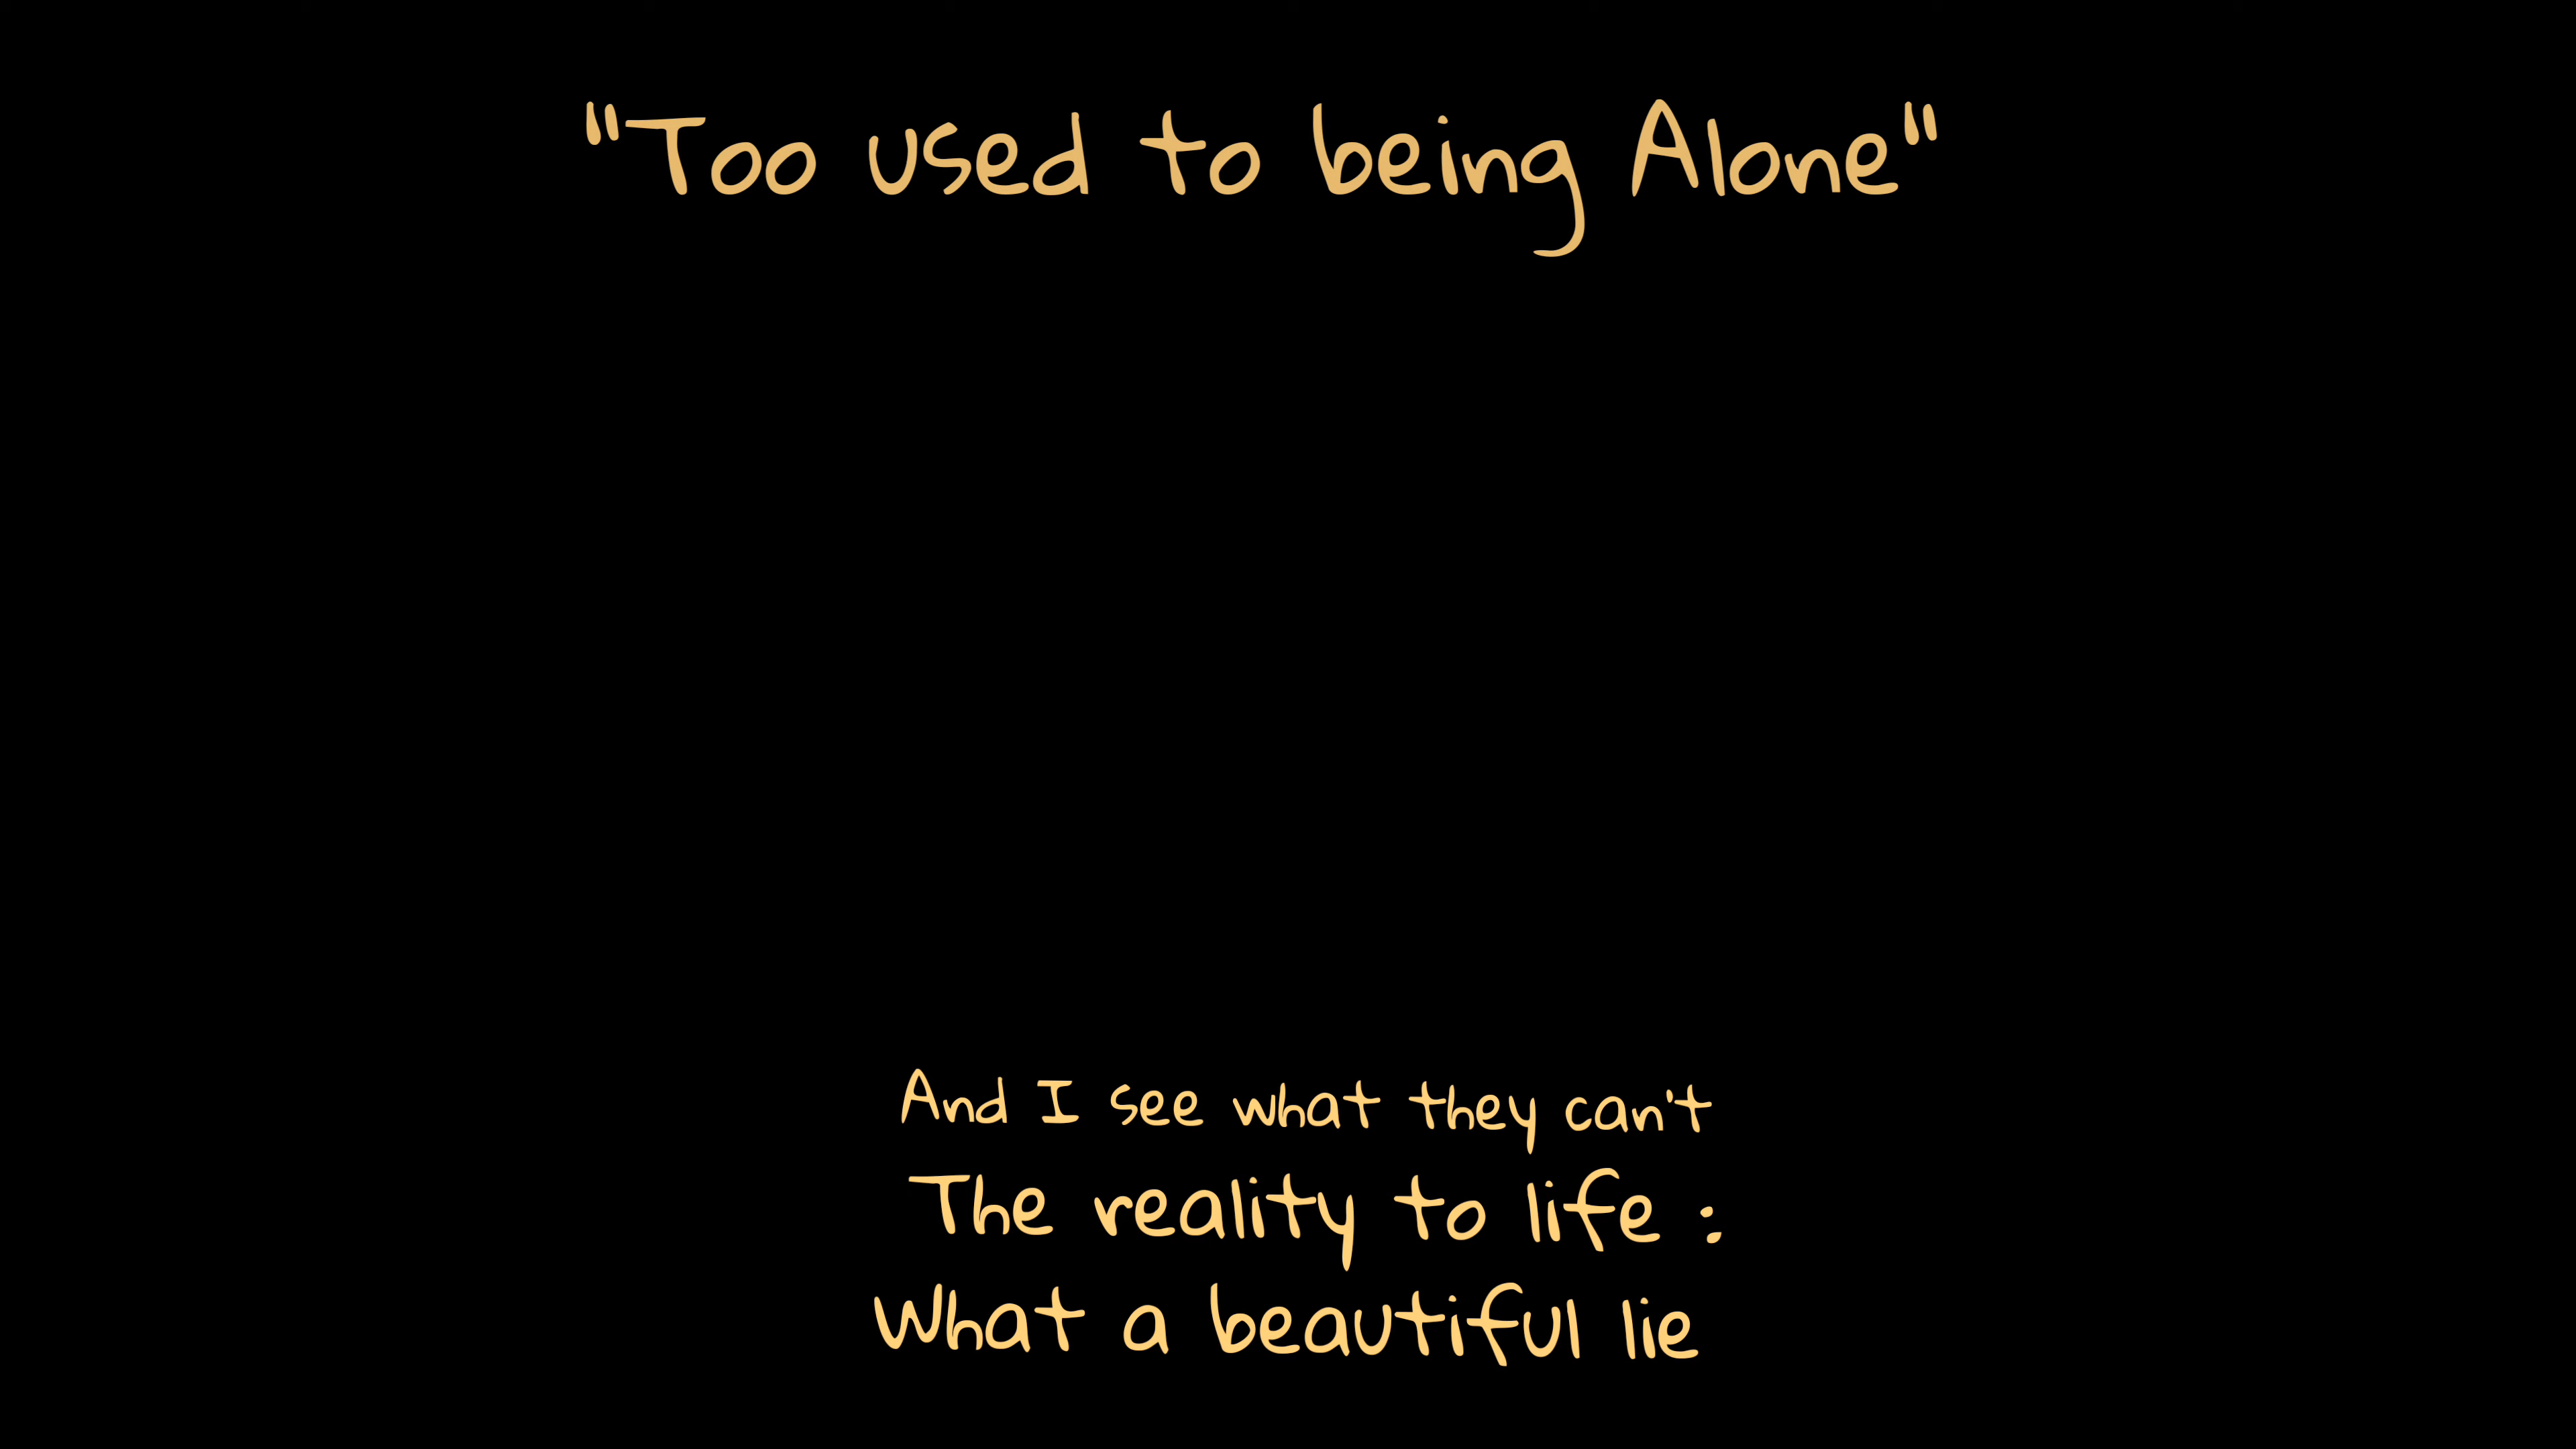 "Too used to being Alone"
And I see what they can't
The reality to life :
What a beautiful lie